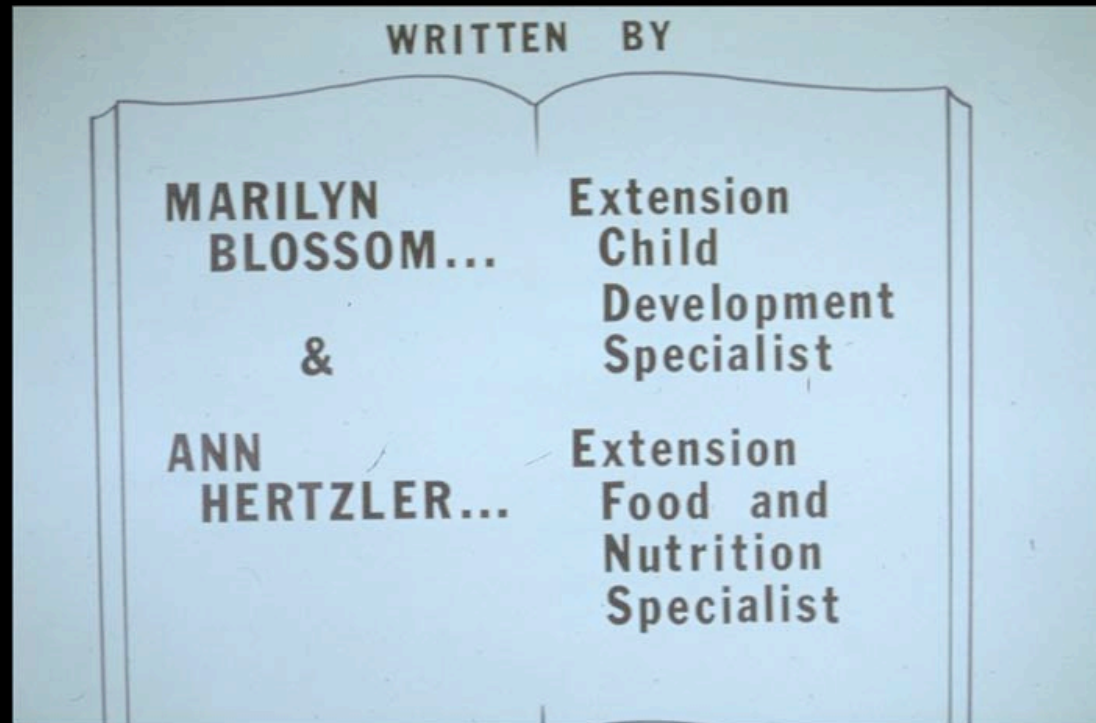 WRITTEN BY
MARILYN
BLOSSOM...
Extension
Child
Development
Specialist
&
ANN
HERTZLER...
Extension
Food and
Nutrition
Specialist